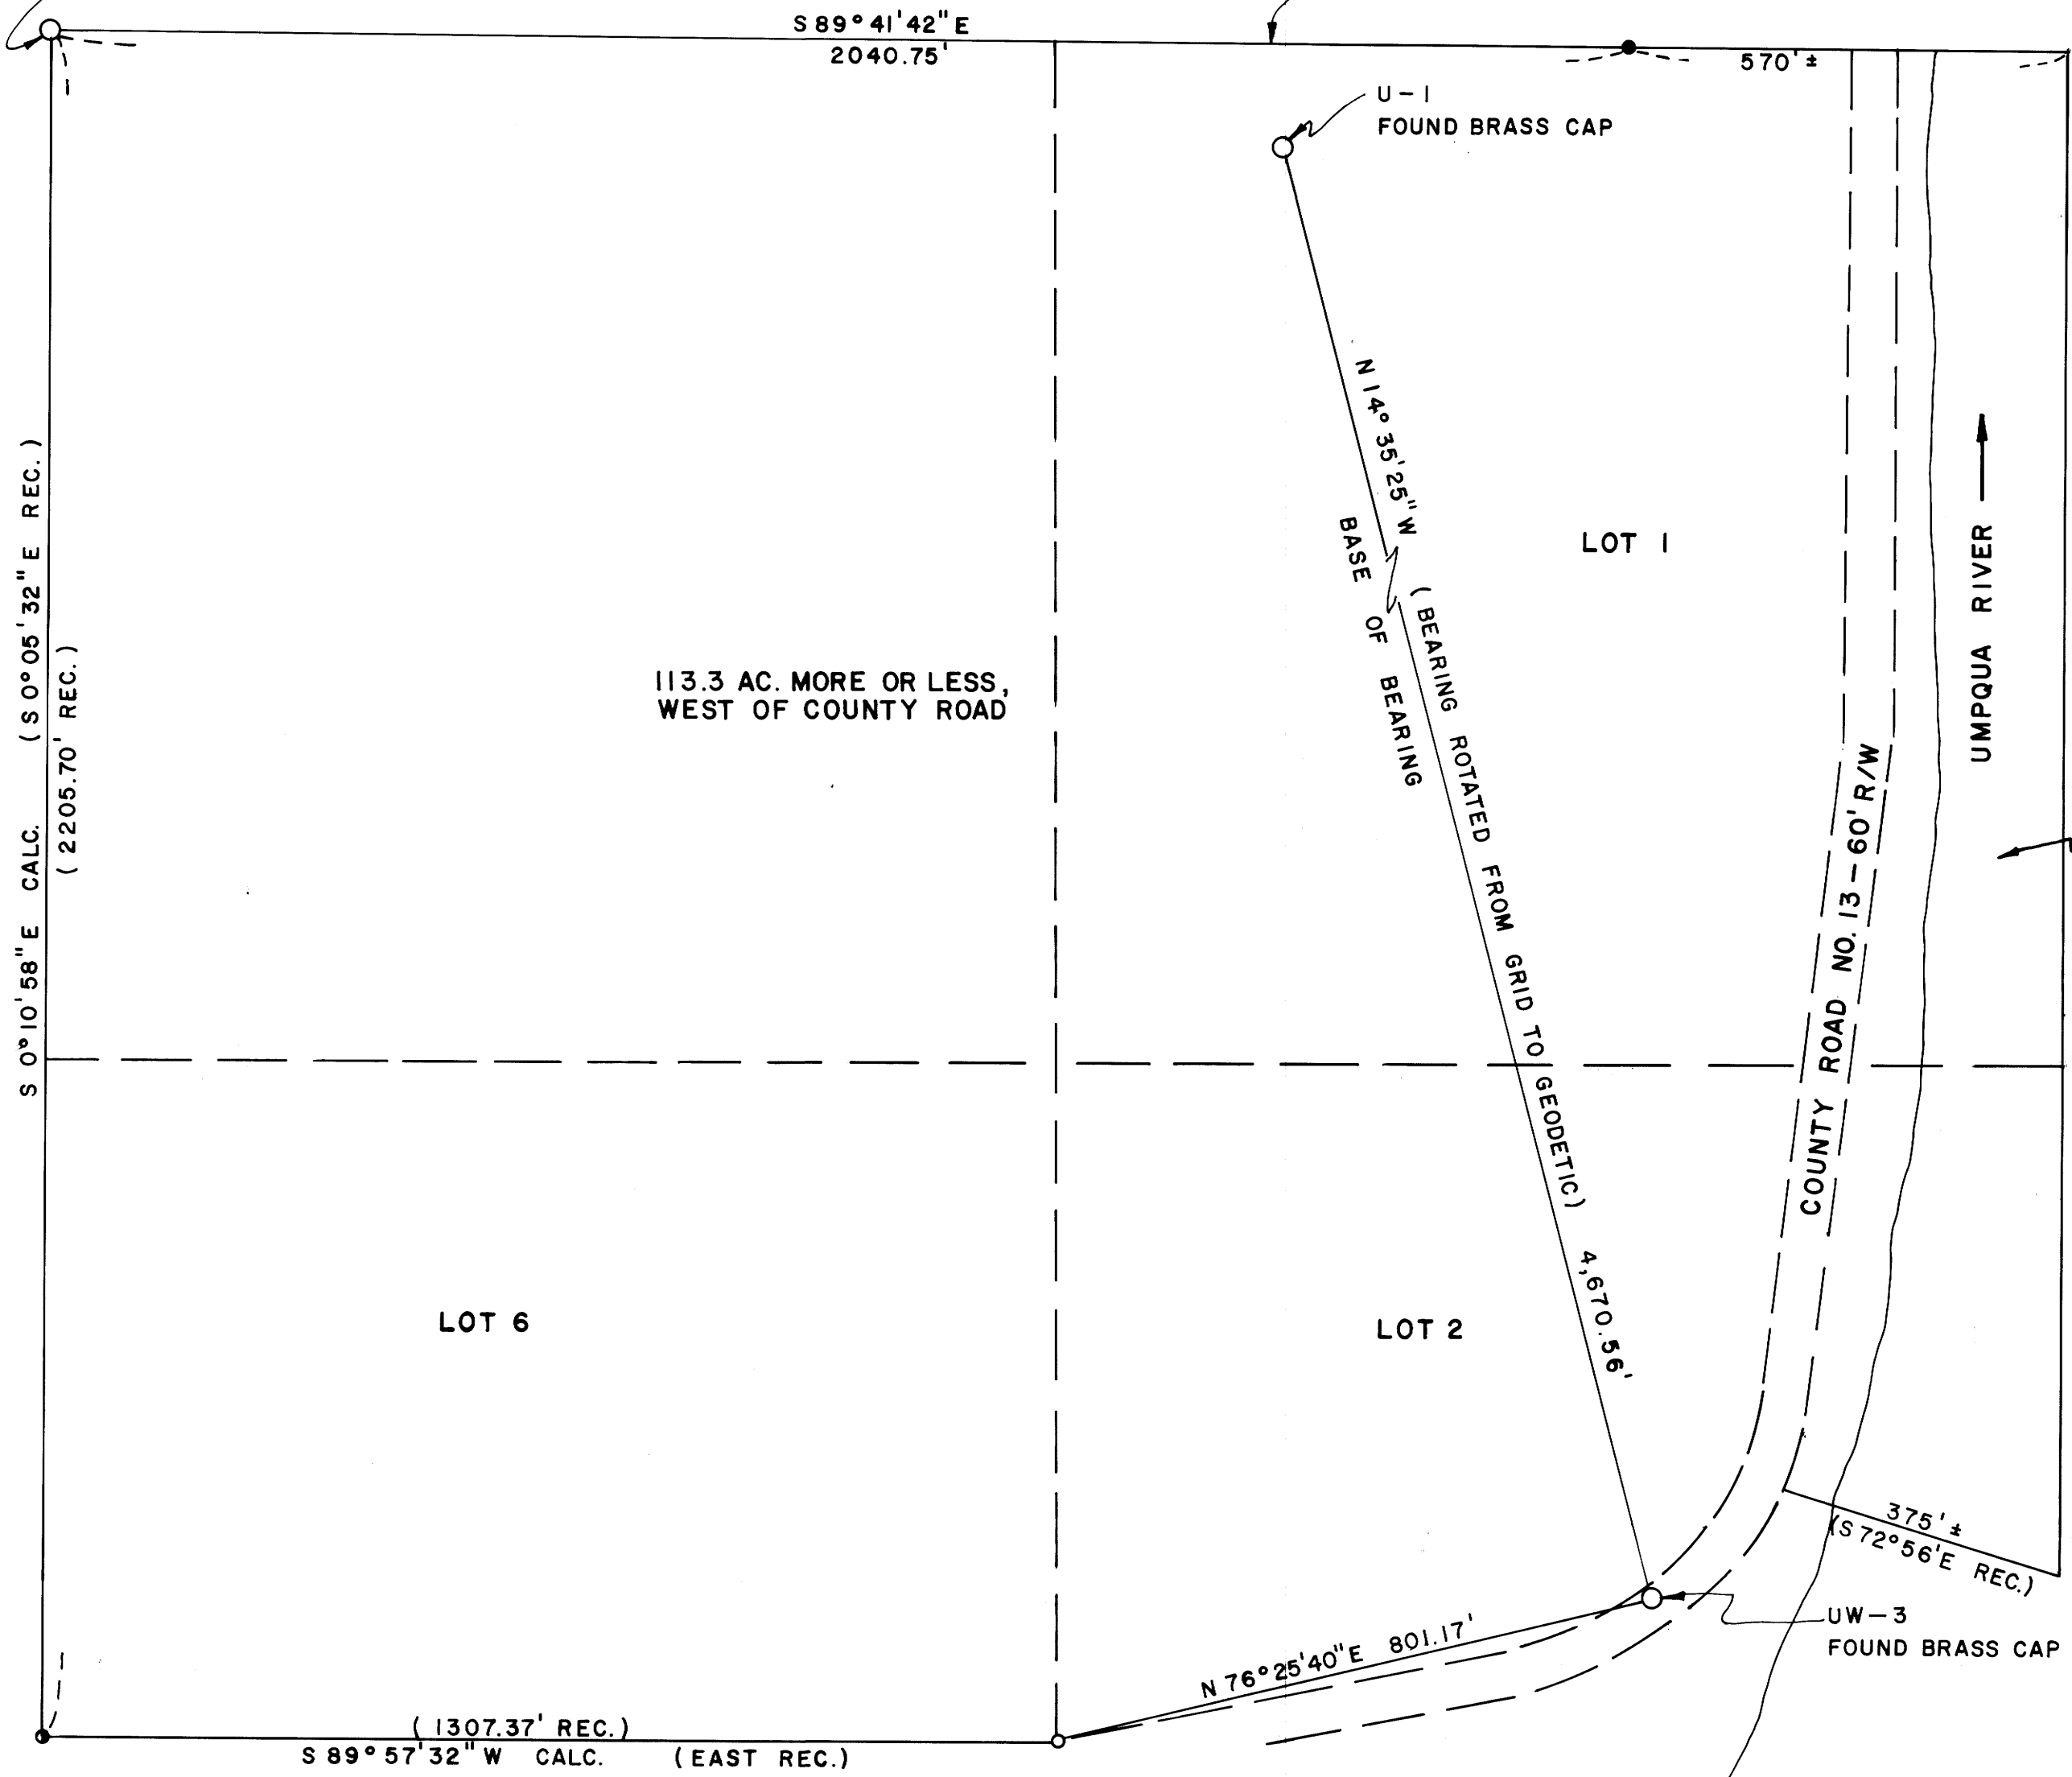 S 89° 41' 42" E
2040.75'
570' ±
U-1
FOUND BRASS CAP
N 14° 35' 25" W (BEARING ROTATED FROM GRID TO GEODETIC) 4,670.56'
BASE OF BEARING
LOT 1
UMPQUA RIVER
S 0° 10' 58" E CALC. (S 0° 05' 32" E REC.)
(2205.70' REC.)
113.3 AC. MORE OR LESS,
WEST OF COUNTY ROAD
COUNTY ROAD NO. 13-60' R/W
LOT 6
LOT 2
375' ±
(S 72° 56' E REC.)
UW-3
FOUND BRASS CAP
N 76° 25' 40" E 801.17'
(1307.37' REC.)
S 89° 57' 32" W CALC. (EAST REC.)